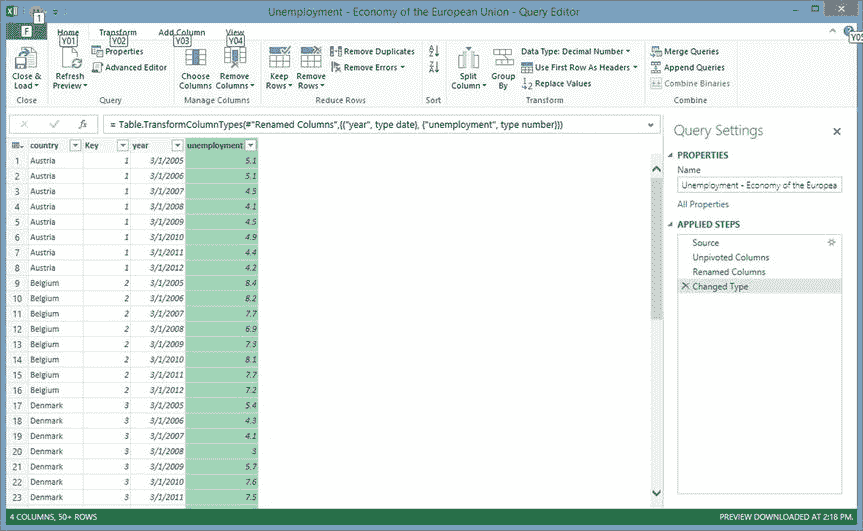 Unemployment - Economy of the European Union - Query Editor
1
F Home Transform Add Column View
Y01 Y02 Y03 Y04
Close & Load
Refresh Preview
Properties
Advanced Editor
Choose Columns
Remove Columns
Keep Rows
Remove Rows
Remove Duplicates
Remove Errors
Split Column
Group By
Data Type: Decimal Number
Use First Row As Headers
Replace Values
Merge Queries
Append Queries
Combine Binaries
Close Query Manage Columns Reduce Rows Sort Transform Combine
fx = Table.TransformColumnTypes(#"Renamed Columns",{{"year", type date}, {"unemployment", type number}})
country Key year unemployment
1 Austria 1 3/1/2005 5.1
2 Austria 1 3/1/2006 5.1
3 Austria 1 3/1/2007 4.5
4 Austria 1 3/1/2008 4.1
5 Austria 1 3/1/2009 4.5
6 Austria 1 3/1/2010 4.9
7 Austria 1 3/1/2011 4.4
8 Austria 1 3/1/2012 4.2
9 Belgium 2 3/1/2005 8.4
10 Belgium 2 3/1/2006 8.2
11 Belgium 2 3/1/2007 7.7
12 Belgium 2 3/1/2008 6.9
13 Belgium 2 3/1/2009 7.3
14 Belgium 2 3/1/2010 8.1
15 Belgium 2 3/1/2011 7.7
16 Belgium 2 3/1/2012 7.2
17 Denmark 3 3/1/2005 5.4
18 Denmark 3 3/1/2006 4.3
19 Denmark 3 3/1/2007 4.1
20 Denmark 3 3/1/2008 3
21 Denmark 3 3/1/2009 5.7
22 Denmark 3 3/1/2010 7.6
23 Denmark 3 3/1/2011 7.5
Query Settings
PROPERTIES
Name
Unemployment - Economy of the Europea
All Properties
APPLIED STEPS
Source
Unpivoted Columns
Renamed Columns
Changed Type
4 COLUMNS, 50+ ROWS
PREVIEW DOWNLOADED AT 2:18 PM.